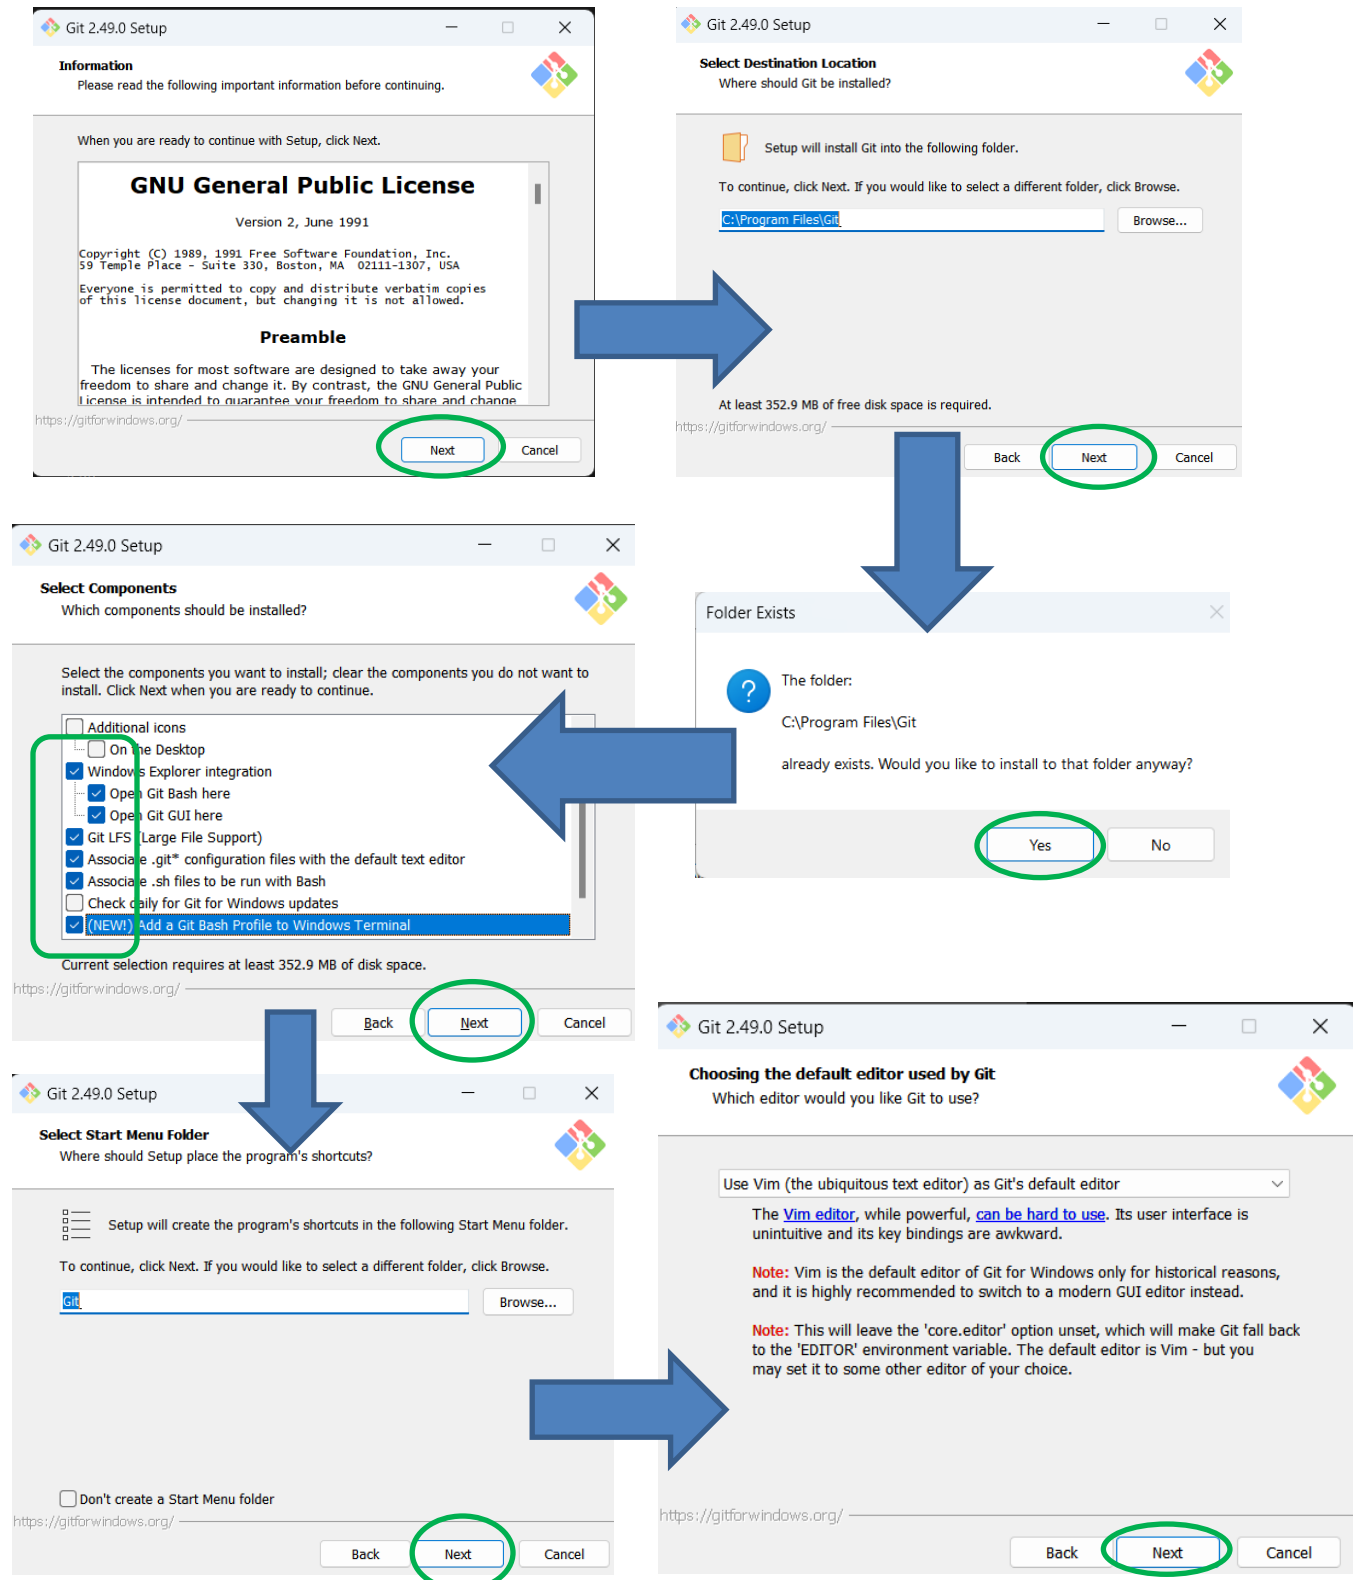 Git 2.49.0 Setup
Information
Please read the following important information before continuing.
When you are ready to continue with Setup, click Next.
GNU General Public License
Version 2, June 1991
Copyright (C) 1989, 1991 Free Software Foundation, Inc.
59 Temple Place - Suite 330, Boston, MA  02111-1307, USA
Everyone is permitted to copy and distribute verbatim copies
of this license document, but changing it is not allowed.
Preamble
The licenses for most software are designed to take away your
freedom to share and change it. By contrast, the GNU General Public
License is intended to guarantee your freedom to share and change
https://gitforwindows.org/
Next
Cancel
Git 2.49.0 Setup
Select Destination Location
Where should Git be installed?
Setup will install Git into the following folder.
To continue, click Next. If you would like to select a different folder, click Browse.
C:\Program Files\Git
Browse...
At least 352.9 MB of free disk space is required.
https://gitforwindows.org/
Back
Next
Cancel
Folder Exists
The folder:
C:\Program Files\Git
already exists. Would you like to install to that folder anyway?
Yes
No
Git 2.49.0 Setup
Select Components
Which components should be installed?
Select the components you want to install; clear the components you do not want to
install. Click Next when you are ready to continue.
Additional icons
On the Desktop
Windows Explorer integration
Open Git Bash here
Open Git GUI here
Git LFS (Large File Support)
Associate .git* configuration files with the default text editor
Associate .sh files to be run with Bash
Check daily for Git for Windows updates
(NEW!) Add a Git Bash Profile to Windows Terminal
Current selection requires at least 352.9 MB of disk space.
https://gitforwindows.org/
Back
Next
Cancel
Git 2.49.0 Setup
Select Start Menu Folder
Where should Setup place the program's shortcuts?
Setup will create the program's shortcuts in the following Start Menu folder.
To continue, click Next. If you would like to select a different folder, click Browse.
Git
Browse...
Don't create a Start Menu folder
https://gitforwindows.org/
Back
Next
Cancel
Git 2.49.0 Setup
Choosing the default editor used by Git
Which editor would you like Git to use?
Use Vim (the ubiquitous text editor) as Git's default editor
The Vim editor, while powerful, can be hard to use. Its user interface is
unintuitive and its key bindings are awkward.
Note: Vim is the default editor of Git for Windows only for historical reasons,
and it is highly recommended to switch to a modern GUI editor instead.
Note: This will leave the 'core.editor' option unset, which will make Git fall back
to the 'EDITOR' environment variable. The default editor is Vim - but you
may set it to some other editor of your choice.
https://gitforwindows.org/
Back
Next
Cancel